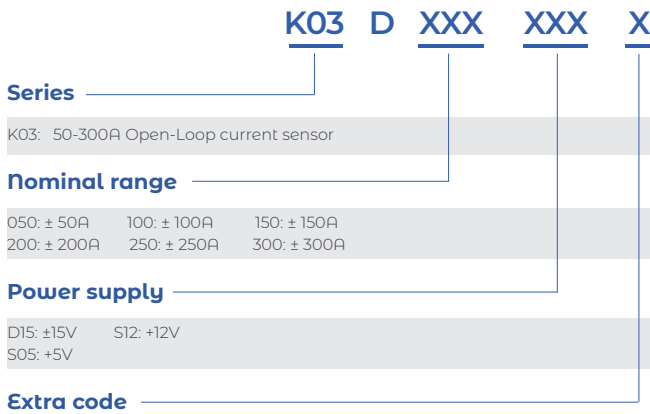 K03 D XXX XXX X
Series
K03: 50-300A Open-Loop current sensor
Nominal range
050: ± 50A 100: ± 100A 150: ± 150A
200: ± 200A 250: ± 250A 300: ± 300A
Power supply
D15: ±15V S12: +12V
S05: +5V
Extra code